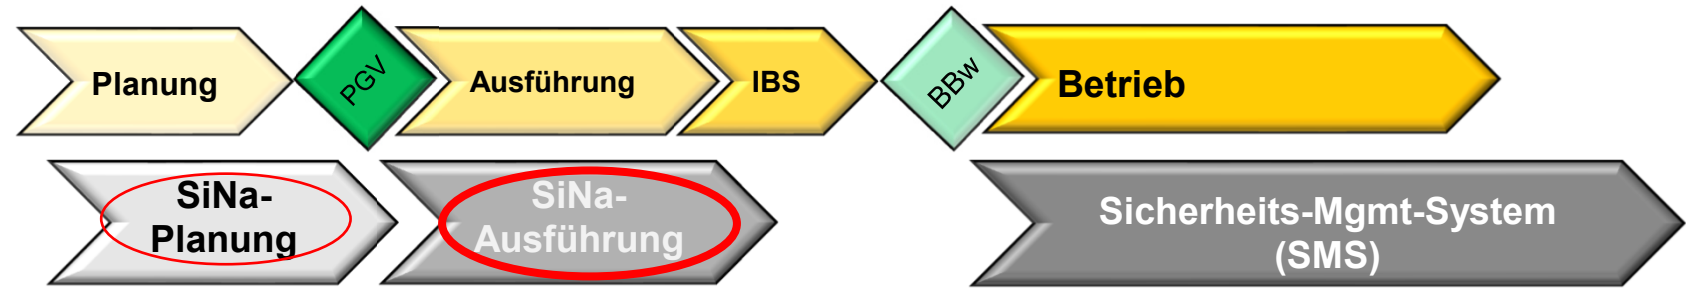 Planung
PGV
Ausführung
IBS
BBw
Betrieb
SiNa-
Planung
SiNa-
Ausführung
Sicherheits-Mgmt-System
(SMS)